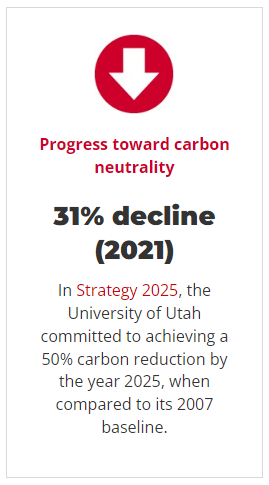 Progress toward carbon
neutrality
31% decline
(2021)
In Strategy 2025, the
University of Utah
committed to achieving a
50% carbon reduction by
the year 2025, when
compared to its 2007
baseline.